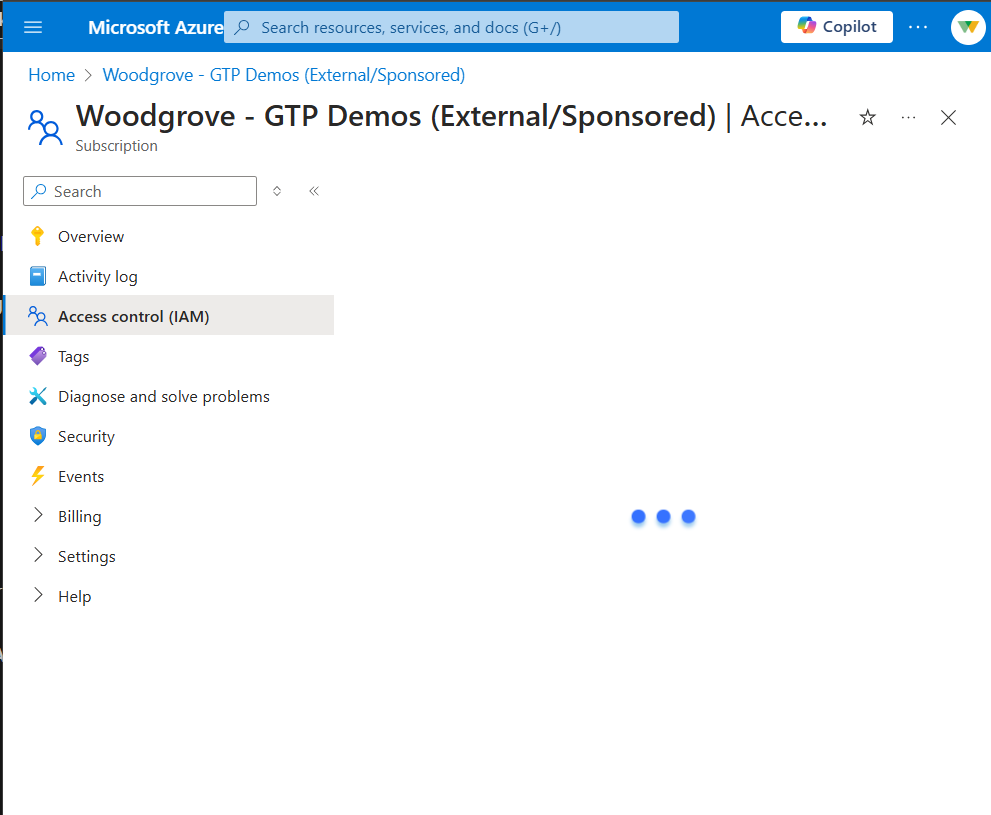 Microsoft Azure
Search resources, services, and docs (G+/)
Copilot
Home > Woodgrove - GTP Demos (External/Sponsored)
Woodgrove - GTP Demos (External/Sponsored) | Acce...
Subscription
Search
Overview
Activity log
Access control (IAM)
Tags
Diagnose and solve problems
Security
Events
Billing
Settings
Help